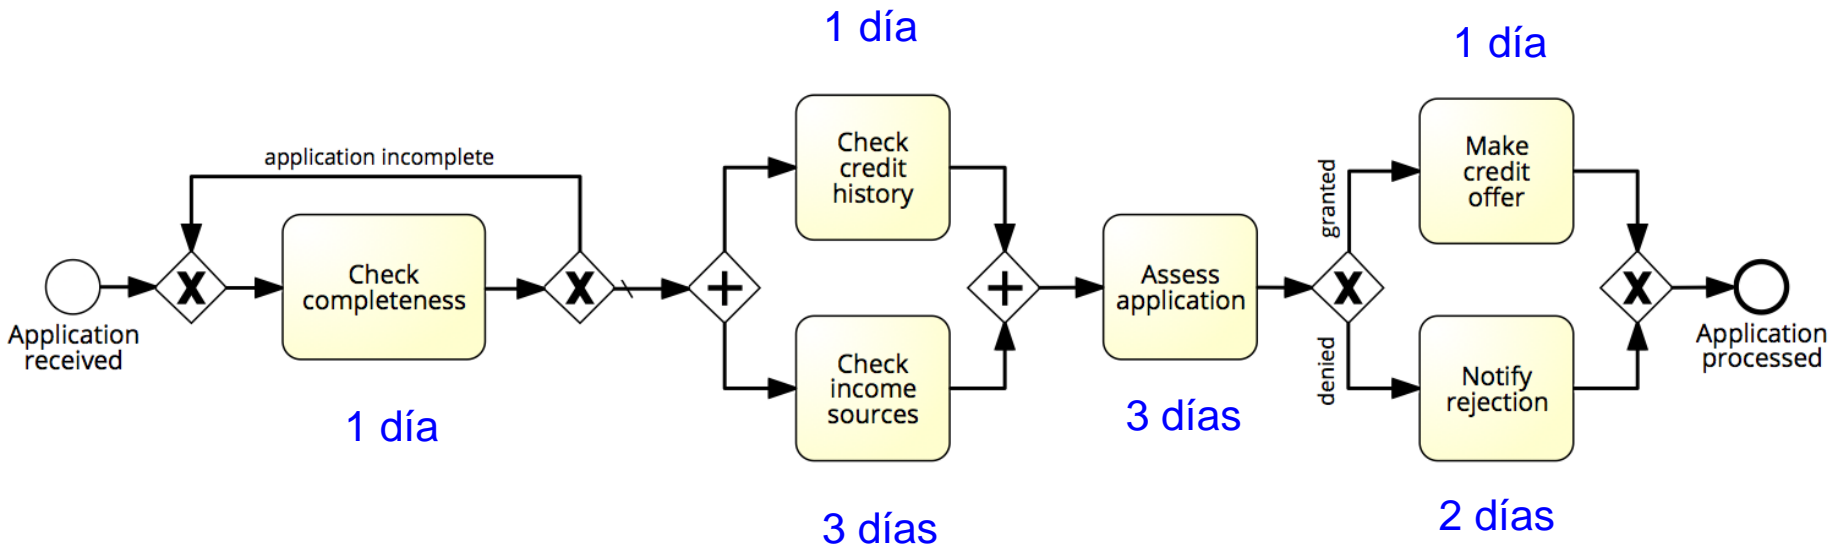 1 día
1 día
application incomplete
Check
credit
history
granted
Make
credit
offer
Application
received
Check
completeness
1 día
Check
income
sources
3 días
Assess
application
3 días
denied
Notify
rejection
2 días
Application
processed